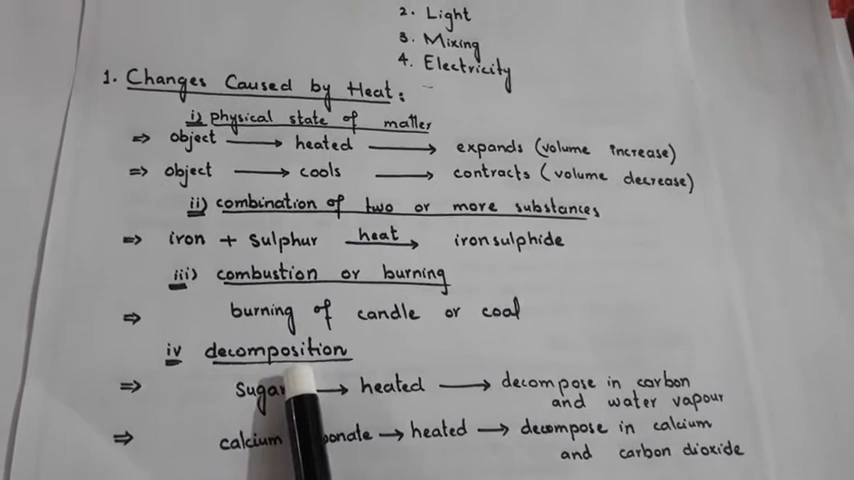 2. Light
3. Mixing
4. Electricity
1. Changes Caused by Heat:
i) physical state of matter
⇒ object → heated → expands (volume increase)
⇒ object → cools → contracts (volume decrease)
ii) combination of two or more substances
⇒ iron + sulphur heat → iron sulphide
iii) combustion or burning
⇒ burning of candle or coal
iv decomposition
⇒ sugar → heated → decompose in carbon
and water vapour
⇒ calcium → heated → decompose in calcium
and carbon dioxide